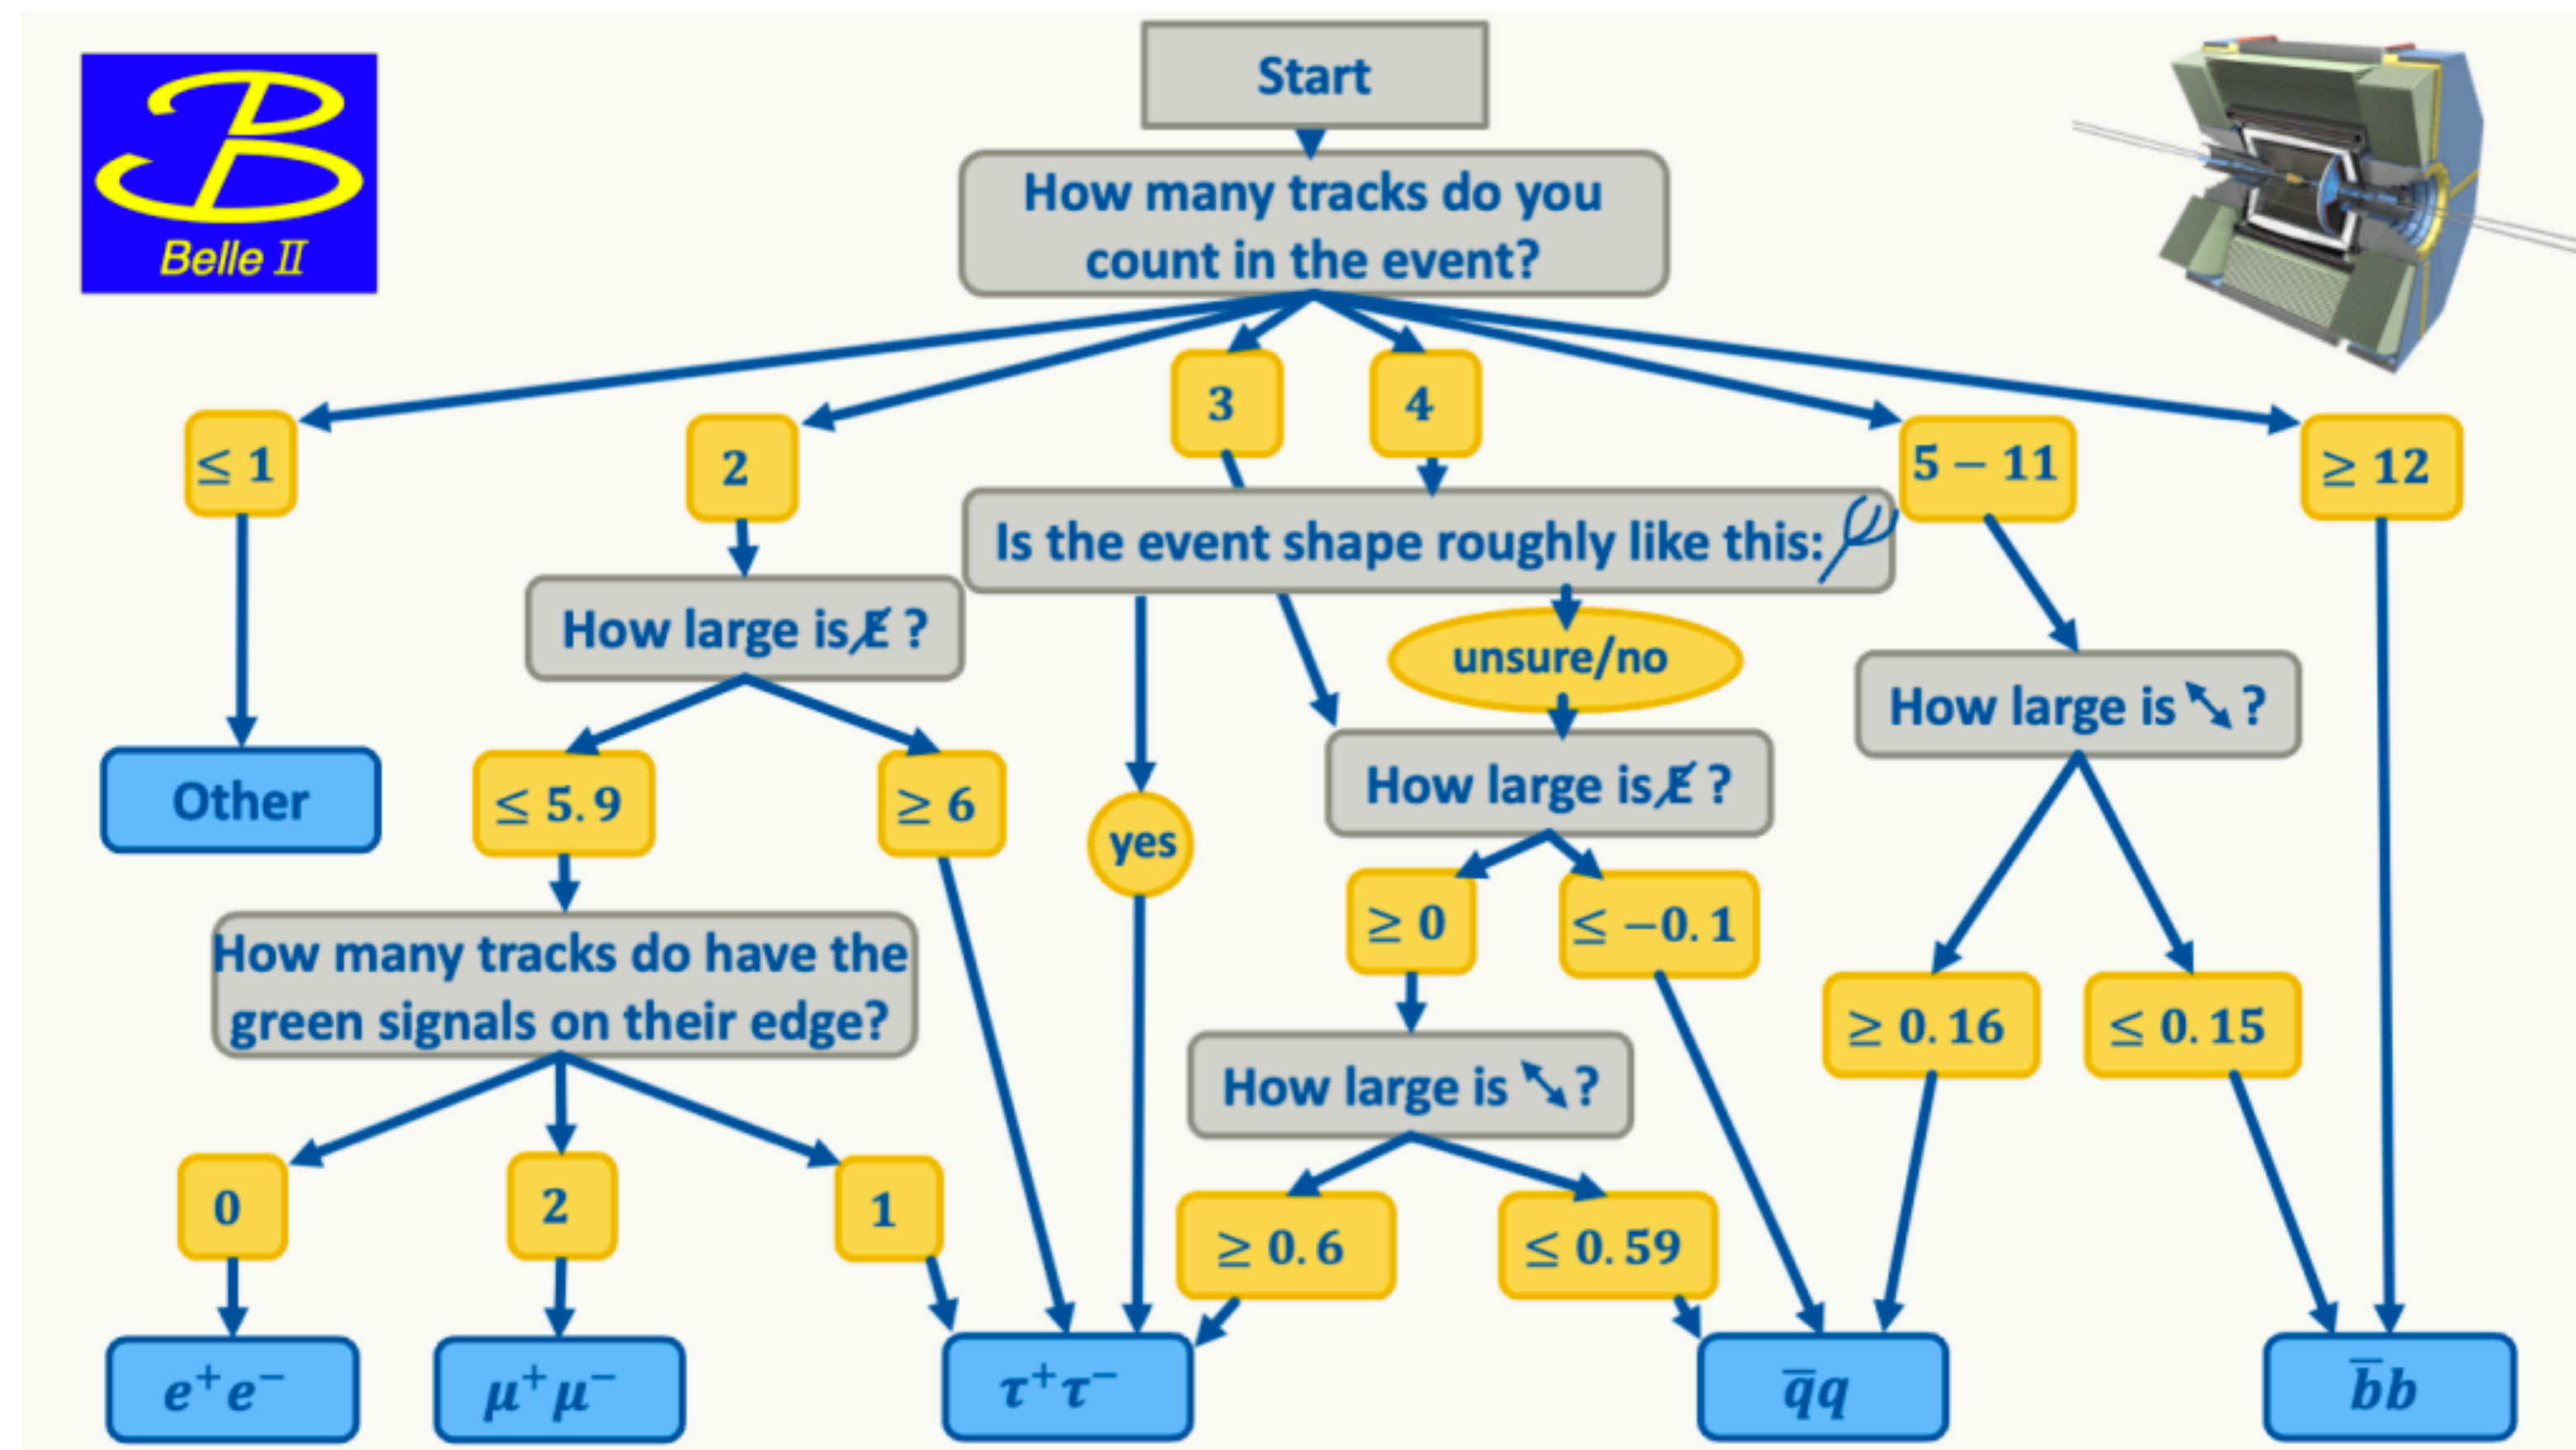 Start
Belle II
How many tracks do you
count in the event?
≤ 1
2
3
4
5 − 11
≥ 12
Is the event shape roughly like this:
How large is E̸ ?
unsure/no
How large is ⤡ ?
Other
≤ 5.9
≥ 6
yes
How large is E̸ ?
≥ 0
≤ −0.1
How many tracks do have the
green signals on their edge?
≥ 0.16
≤ 0.15
How large is ⤡ ?
0
2
1
≥ 0.6
≤ 0.59
e⁺e⁻
μ⁺μ⁻
τ⁺τ⁻
q̅q
b̅b